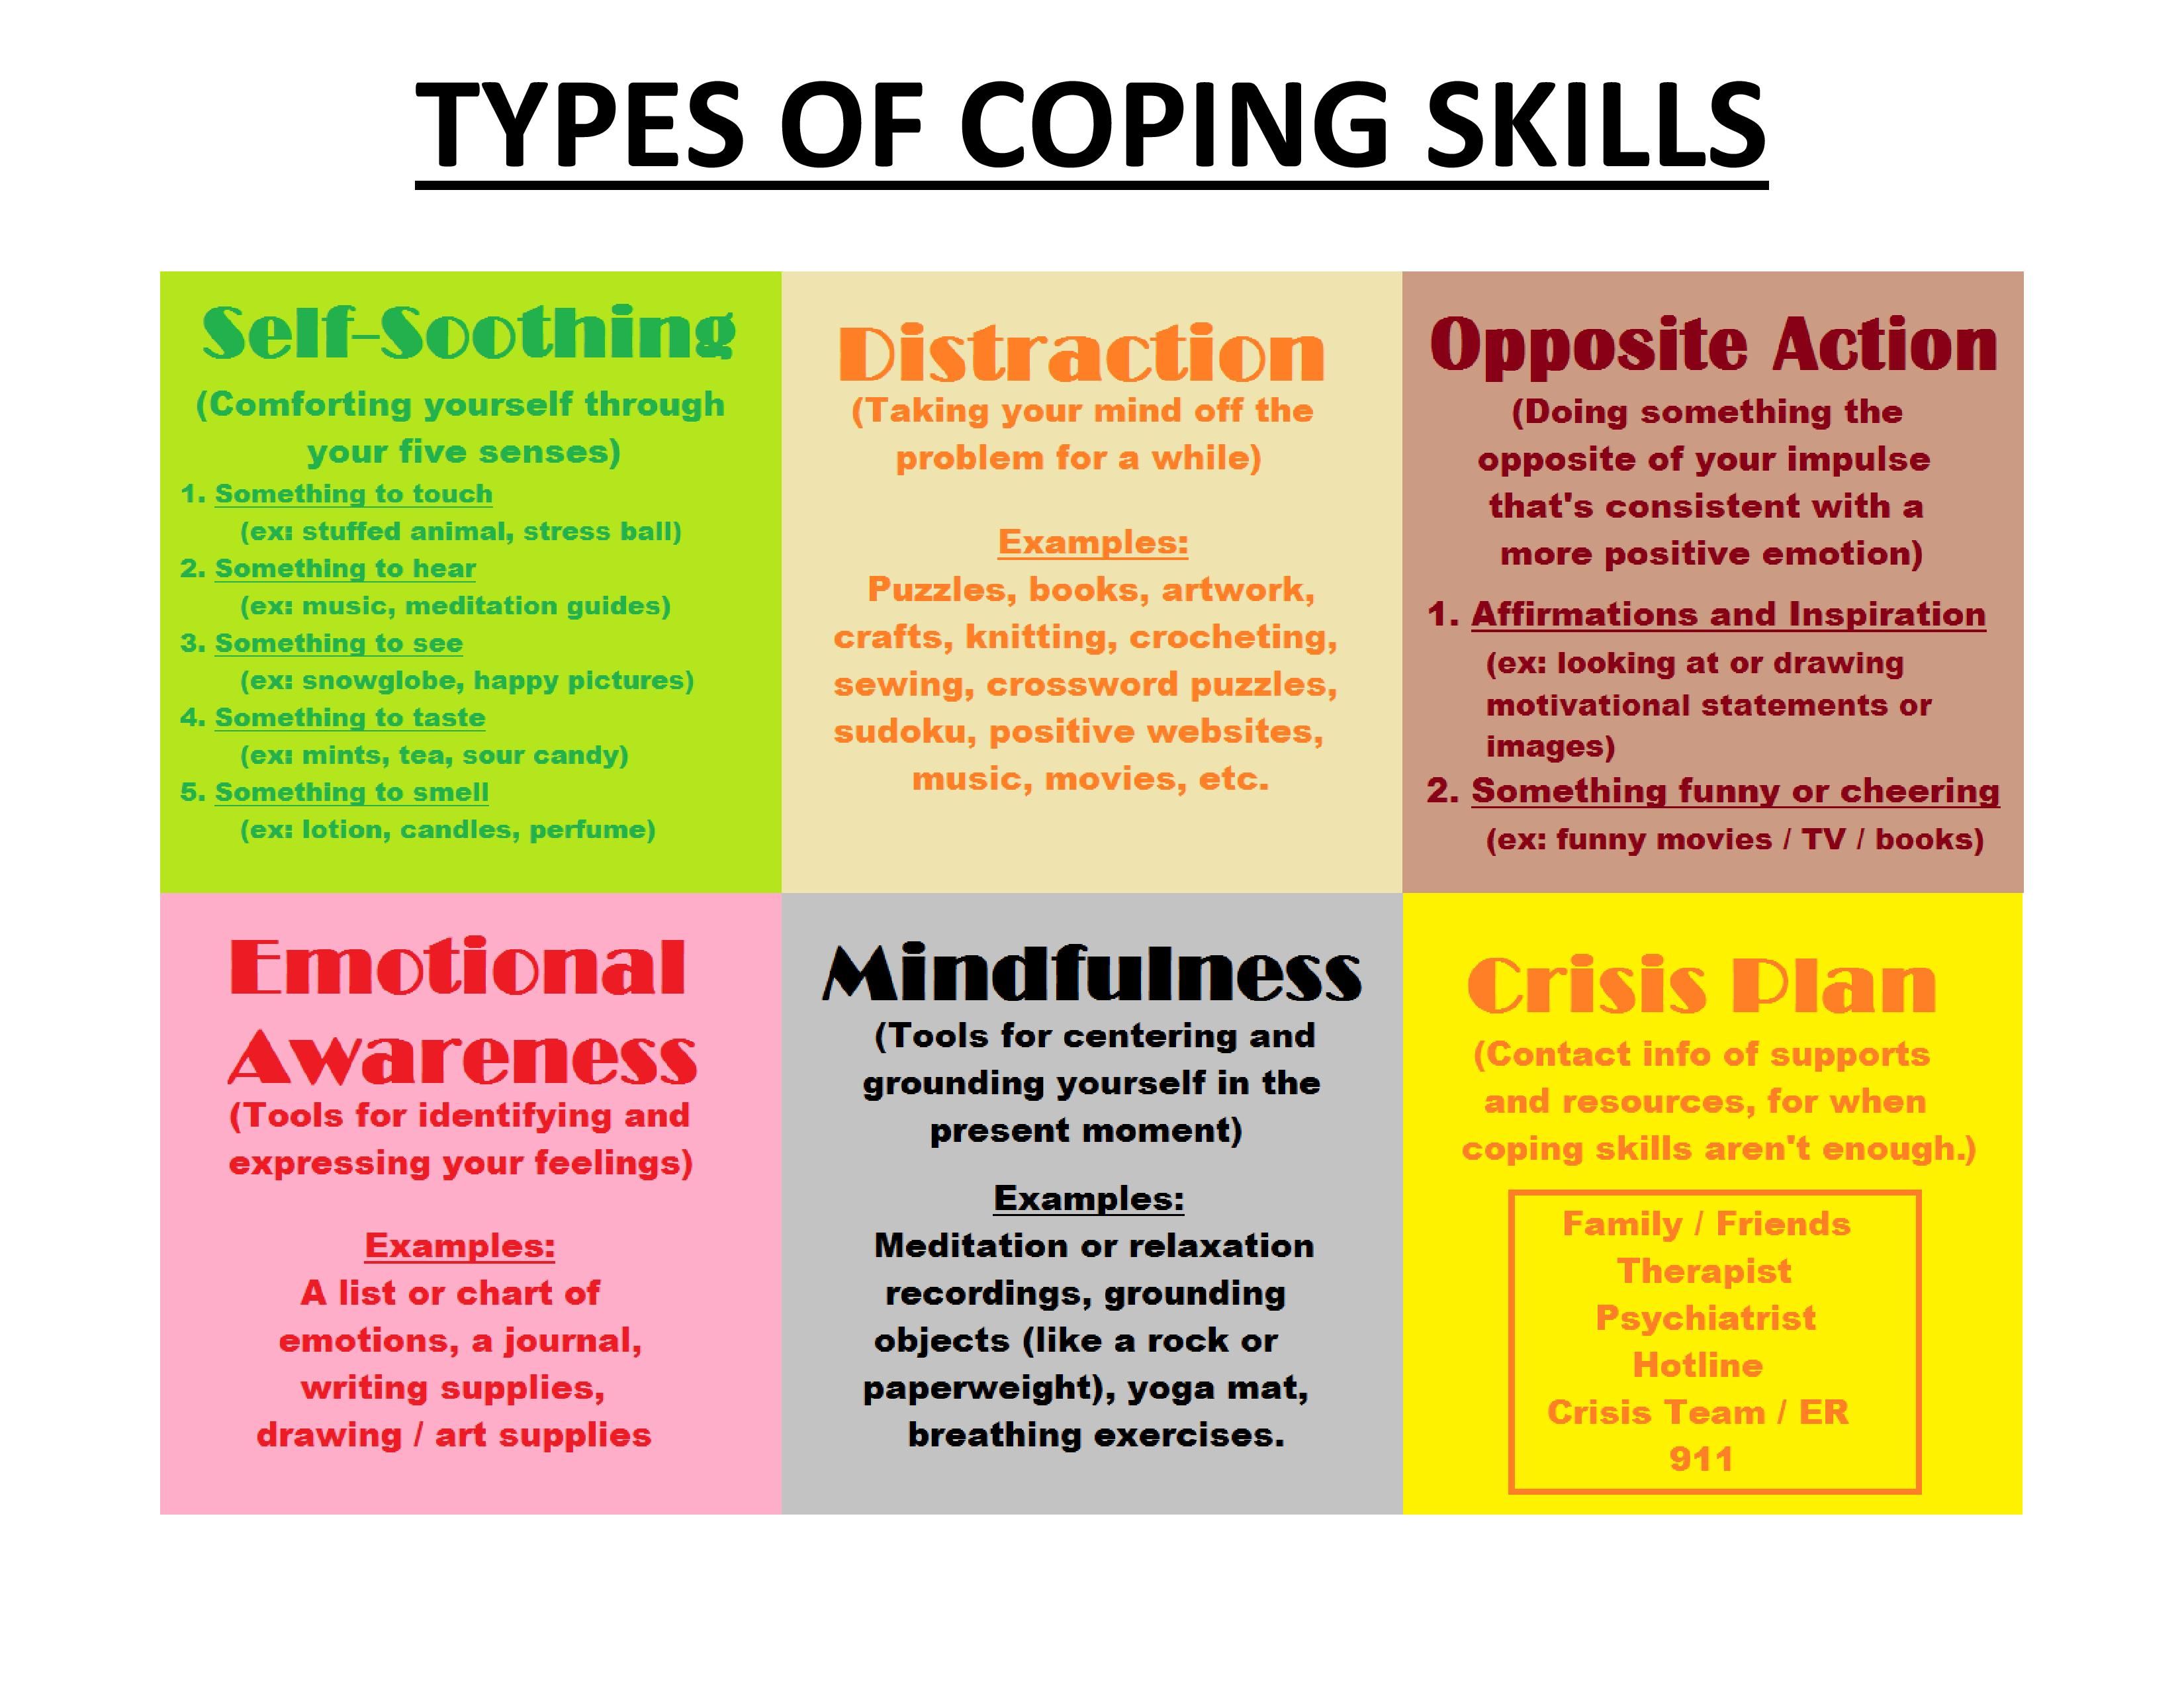 TYPES OF COPING SKILLS
Self-Soothing
(Comforting yourself through
your five senses)
1. Something to touch
(ex: stuffed animal, stress ball)
2. Something to hear
(ex: music, meditation guides)
3. Something to see
(ex: snowglobe, happy pictures)
4. Something to taste
(ex: mints, tea, sour candy)
5. Something to smell
(ex: lotion, candles, perfume)
Distraction
(Taking your mind off the
problem for a while)
Examples:
Puzzles, books, artwork,
crafts, knitting, crocheting,
sewing, crossword puzzles,
sudoku, positive websites,
music, movies, etc.
Opposite Action
(Doing something the
opposite of your impulse
that's consistent with a
more positive emotion)
1. Affirmations and Inspiration
(ex: looking at or drawing
motivational statements or
images)
2. Something funny or cheering
(ex: funny movies / TV / books)
Emotional
Awareness
(Tools for identifying and
expressing your feelings)
Examples:
A list or chart of
emotions, a journal,
writing supplies,
drawing / art supplies
Mindfulness
(Tools for centering and
grounding yourself in the
present moment)
Examples:
Meditation or relaxation
recordings, grounding
objects (like a rock or
paperweight), yoga mat,
breathing exercises.
Crisis Plan
(Contact info of supports
and resources, for when
coping skills aren't enough.)
Family / Friends
Therapist
Psychiatrist
Hotline
Crisis Team / ER
911